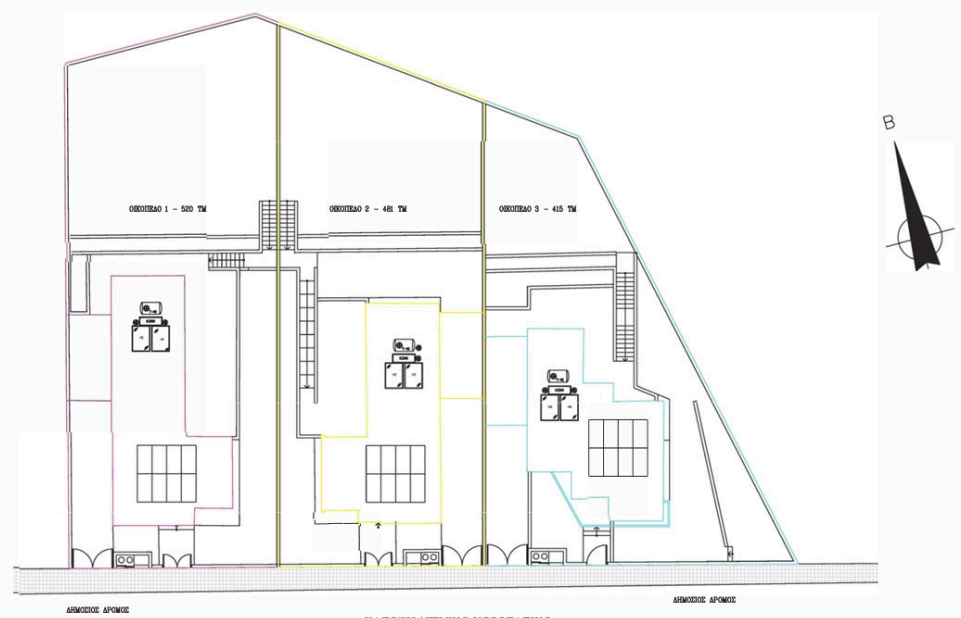 B
ΟΙΚΟΠΕΔΟ 1 - 520 ΤΜ
ΟΙΚΟΠΕΔΟ 2 - 481 ΤΜ
ΟΙΚΟΠΕΔΟ 3 - 415 ΤΜ
ΔΗΜΟΣΙΟΣ ΔΡΟΜΟΣ
ΔΗΜΟΣΙΟΣ ΔΡΟΜΟΣ